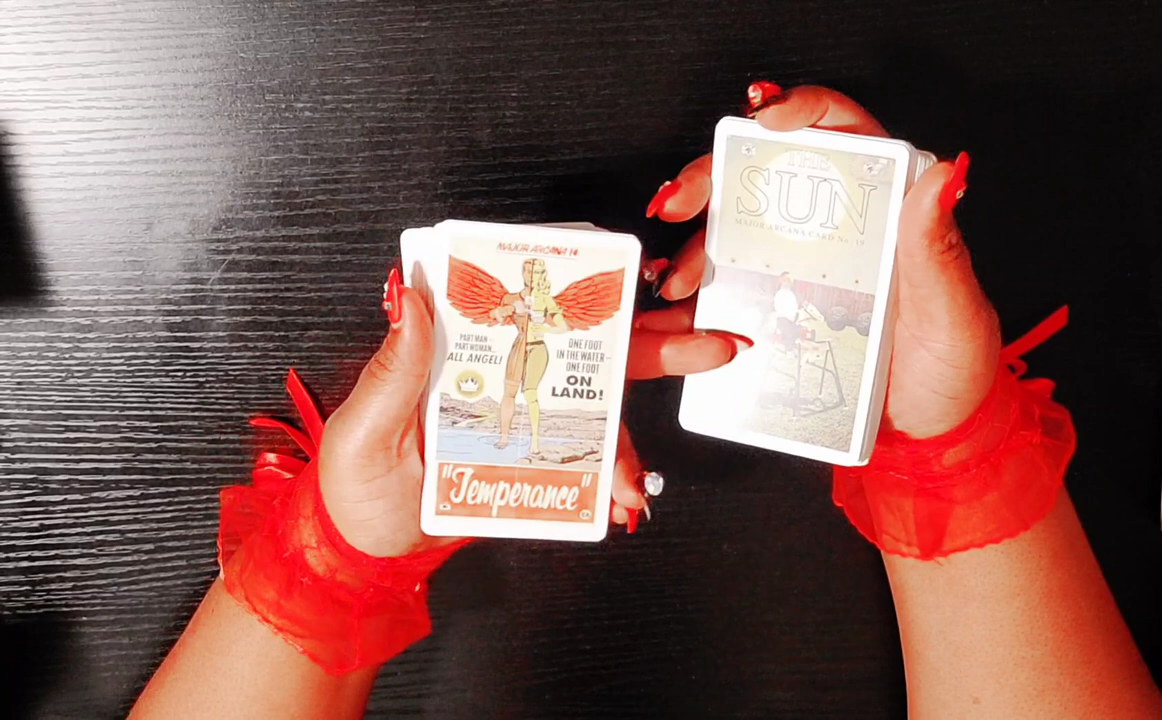 MAJOR ARCANA 14
PART MAN -
PART WOMAN...
ALL ANGEL!
ONE FOOT
IN THE WATER -
ONE FOOT
ON
LAND!
"Temperance"
THE
SUN
MAJOR ARCANA CARD No. 19